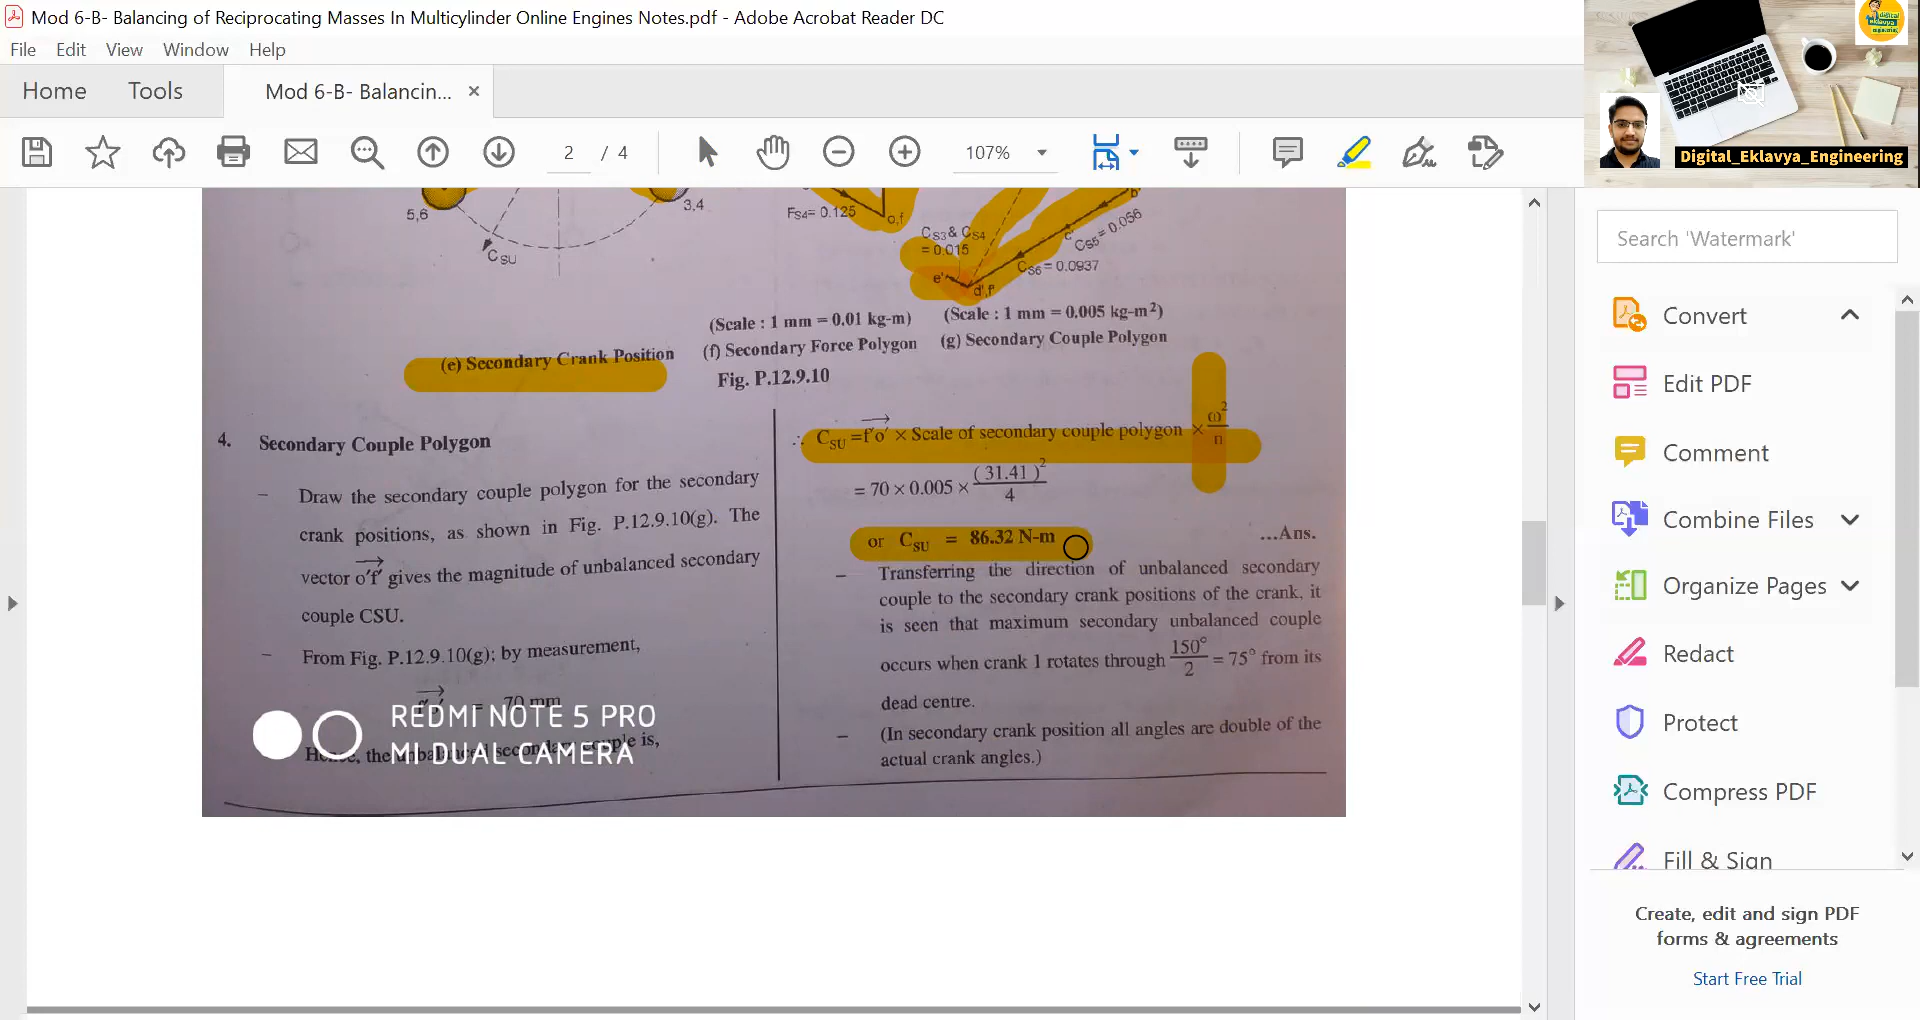 Mod 6-B- Balancing of Reciprocating Masses In Multicylinder Online Engines Notes.pdf - Adobe Acrobat Reader DC
File Edit View Window Help
Home Tools Mod 6-B- Balancin... ×
2 / 4 107%
digital eklavya engineering
Digital_Eklavya_Engineering
5,6
3,4
CSU
FS4= 0.125
o,f
CS3& CS4
= 0.015
e'
d',f'
c'
b'
CS5= 0.056
CS6= 0.0937
(Scale : 1 mm = 0.01 kg-m) (Scale : 1 mm = 0.005 kg-m²)
(e) Secondary Crank Position (f) Secondary Force Polygon (g) Secondary Couple Polygon
Fig. P.12.9.10
4. Secondary Couple Polygon
– Draw the secondary couple polygon for the secondary
crank positions, as shown in Fig. P.12.9.10(g). The
vector o'f' gives the magnitude of unbalanced secondary
couple CSU.
– From Fig. P.12.9.10(g); by measurement,
= 70 mm
Hence, the unbalanced secondary couple is,
REDMI NOTE 5 PRO
MI DUAL CAMERA
∴ CSU = f'o' × Scale of secondary couple polygon × ω²/n
= 70 × 0.005 × (31.41)²/4
or CSU = 86.32 N-m ...Ans.
– Transferring the direction of unbalanced secondary
couple to the secondary crank positions of the crank, it
is seen that maximum secondary unbalanced couple
occurs when crank 1 rotates through 150°/2 = 75° from its
dead centre.
– (In secondary crank position all angles are double of the
actual crank angles.)
Search 'Watermark'
Convert
Edit PDF
Comment
Combine Files
Organize Pages
Redact
Protect
Compress PDF
Fill & Sign
Create, edit and sign PDF
forms & agreements
Start Free Trial